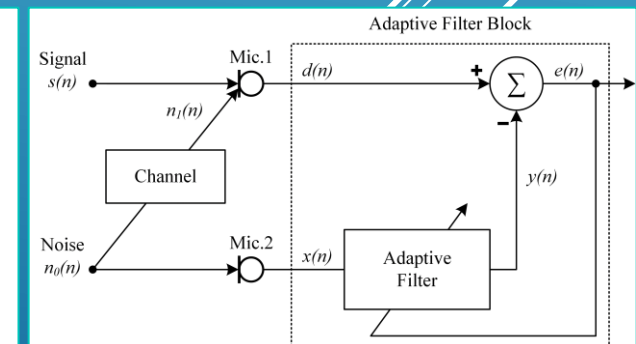 Adaptive Filter Block
Signal
s(n)
Mic.1
d(n)
+
Σ
e(n)
n₁(n)
−
Channel
y(n)
Noise
n₀(n)
Mic.2
x(n)
Adaptive
Filter